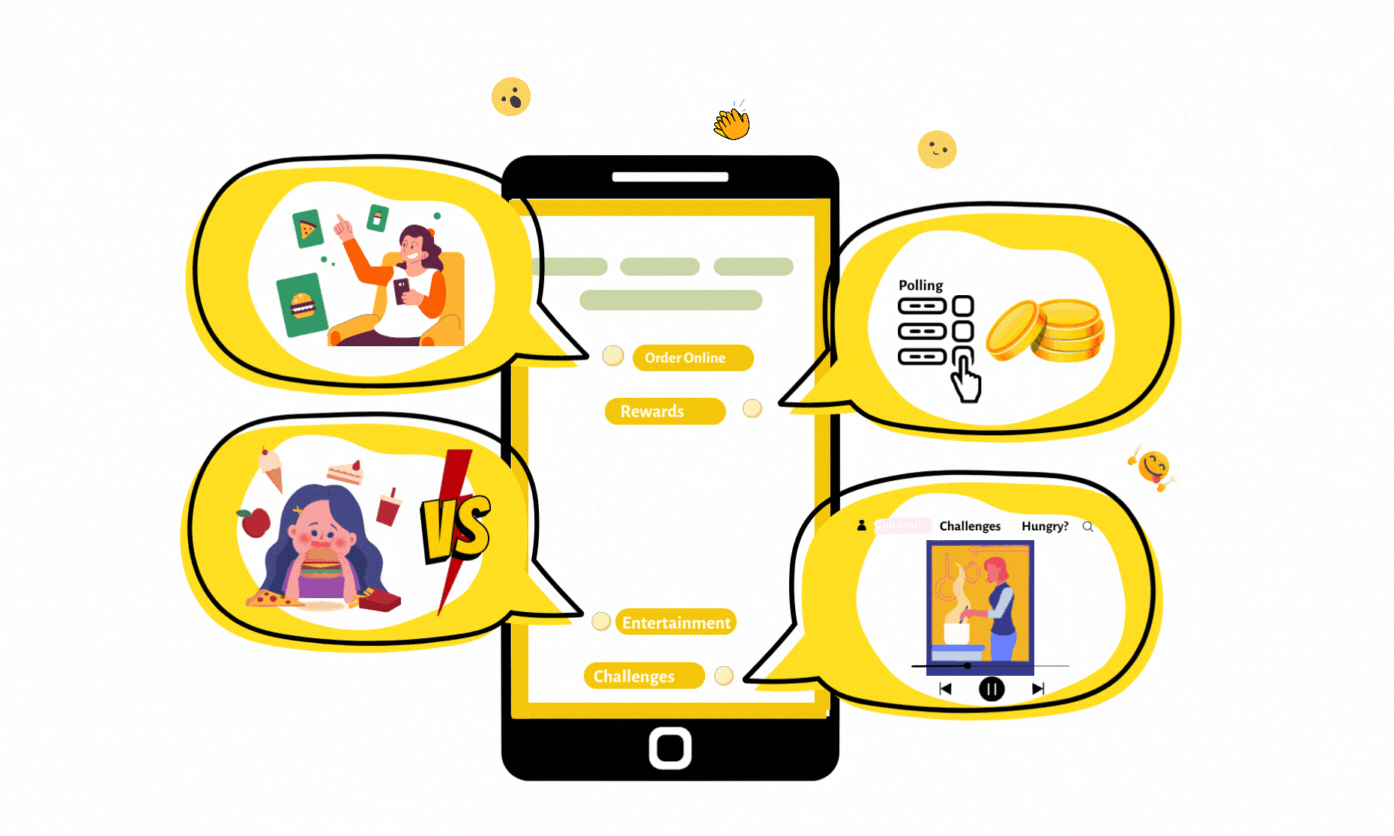 Polling
Order Online
Rewards
VS
Challenges
Hungry?
Entertainment
Challenges